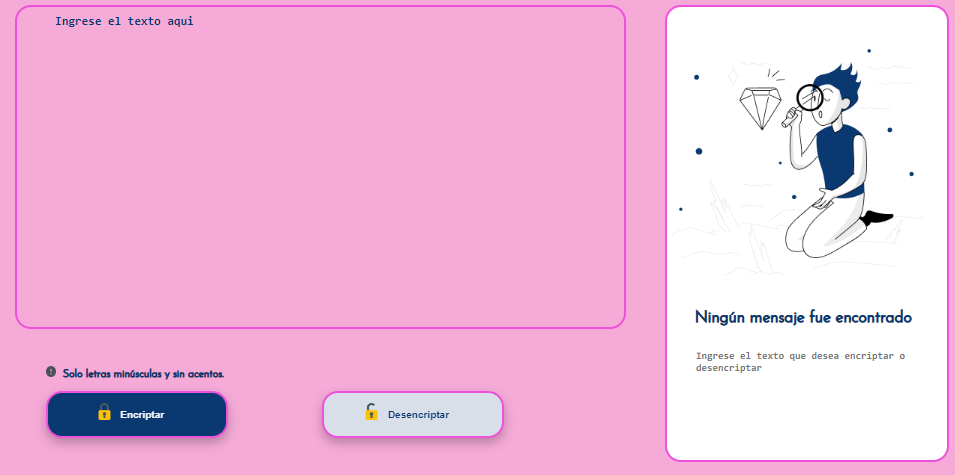 Ingrese el texto aqui
Solo letras minúsculas y sin acentos.
Encriptar
Desencriptar
Ningún mensaje fue encontrado
Ingrese el texto que desea encriptar o
desencriptar